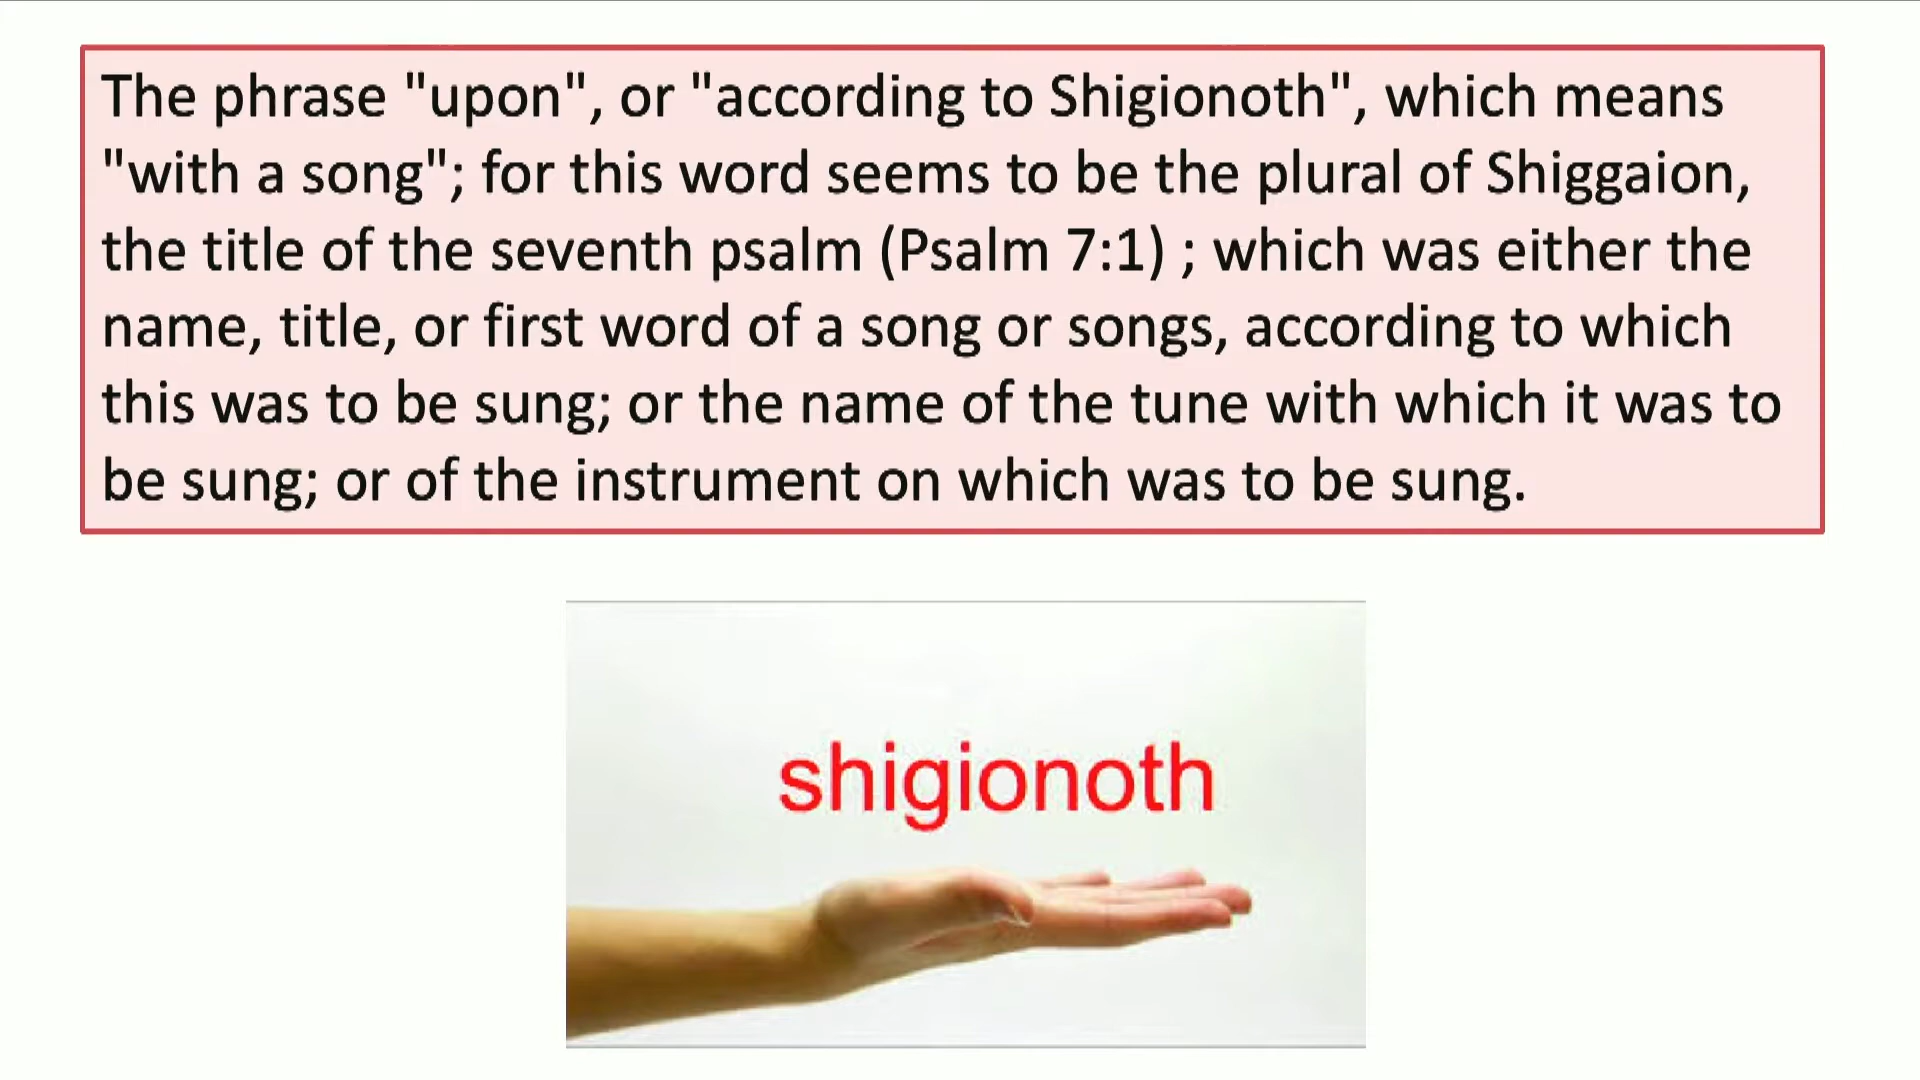 The phrase "upon", or "according to Shigionoth", which means
"with a song"; for this word seems to be the plural of Shiggaion,
the title of the seventh psalm (Psalm 7:1) ; which was either the
name, title, or first word of a song or songs, according to which
this was to be sung; or the name of the tune with which it was to
be sung; or of the instrument on which was to be sung.
shigionoth